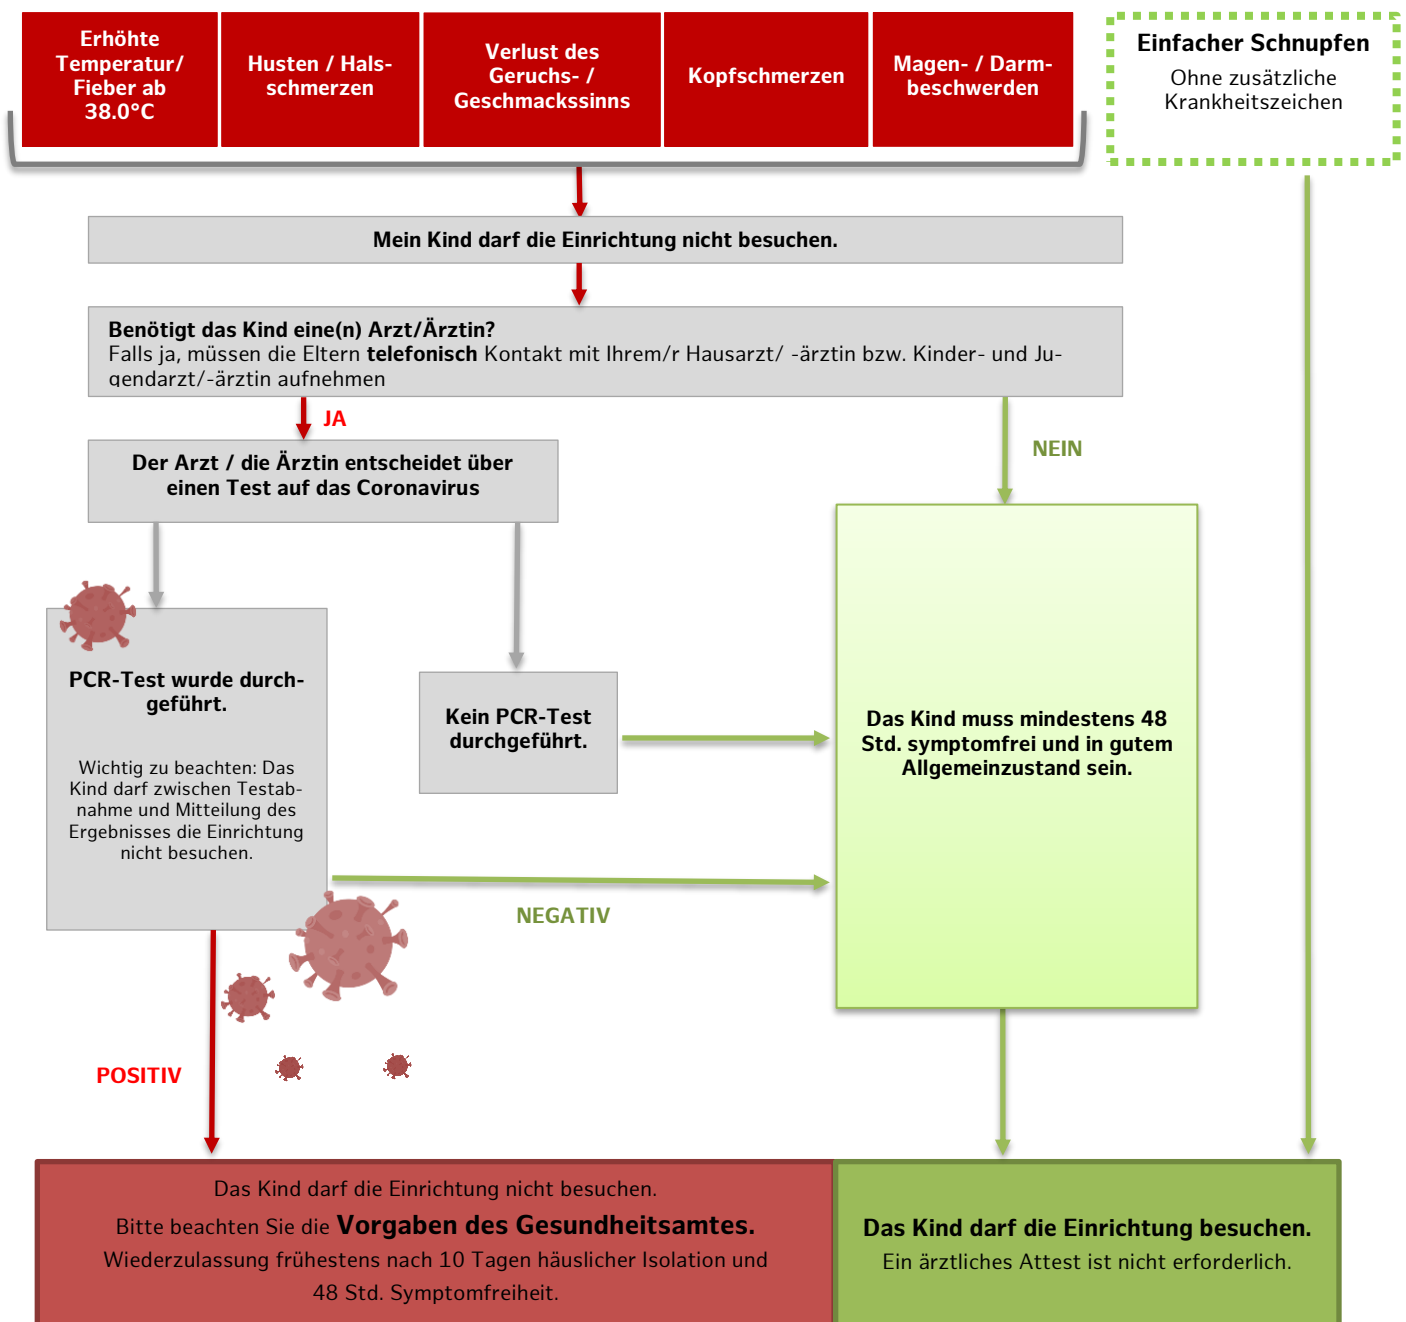 Erhöhte
Temperatur/
Fieber ab
38.0°C
Husten / Hals-
schmerzen
Verlust des
Geruchs- /
Geschmackssinns
Kopfschmerzen
Magen- / Darm-
beschwerden
Einfacher Schnupfen
Ohne zusätzliche
Krankheitszeichen
Mein Kind darf die Einrichtung nicht besuchen.
Benötigt das Kind eine(n) Arzt/Ärztin?
Falls ja, müssen die Eltern telefonisch Kontakt mit Ihrem/r Hausarzt/ -ärztin bzw. Kinder- und Ju-
gendarzt/-ärztin aufnehmen
JA
NEIN
Der Arzt / die Ärztin entscheidet über
einen Test auf das Coronavirus
PCR-Test wurde durch-
geführt.
Wichtig zu beachten: Das
Kind darf zwischen Testab-
nahme und Mitteilung des
Ergebnisses die Einrichtung
nicht besuchen.
Kein PCR-Test
durchgeführt.
Das Kind muss mindestens 48
Std. symptomfrei und in gutem
Allgemeinzustand sein.
NEGATIV
POSITIV
Das Kind darf die Einrichtung nicht besuchen.
Bitte beachten Sie die Vorgaben des Gesundheitsamtes.
Wiederzulassung frühestens nach 10 Tagen häuslicher Isolation und
48 Std. Symptomfreiheit.
Das Kind darf die Einrichtung besuchen.
Ein ärztliches Attest ist nicht erforderlich.